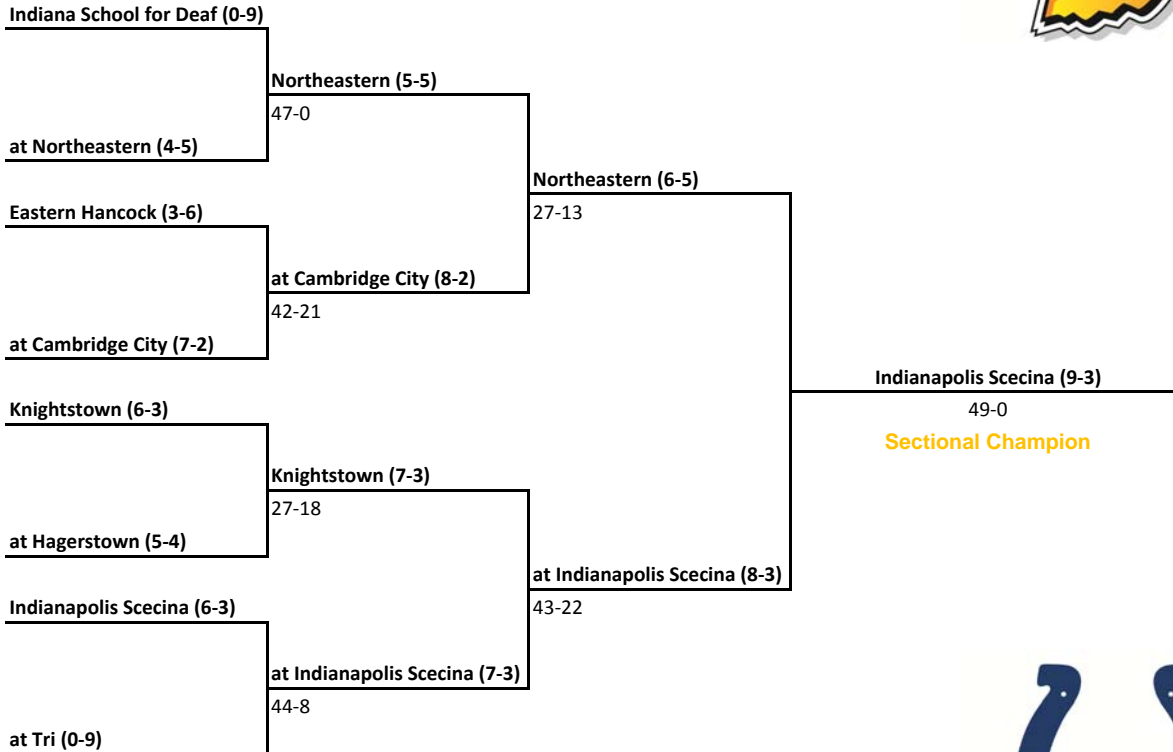 Indiana School for Deaf (0-9)
Northeastern (5-5)
47-0
at Northeastern (4-5)
Northeastern (6-5)
27-13
Eastern Hancock (3-6)
at Cambridge City (8-2)
42-21
at Cambridge City (7-2)
Indianapolis Scecina (9-3)
49-0
Sectional Champion
Knightstown (6-3)
Knightstown (7-3)
27-18
at Hagerstown (5-4)
at Indianapolis Scecina (8-3)
43-22
Indianapolis Scecina (6-3)
at Indianapolis Scecina (7-3)
44-8
at Tri (0-9)